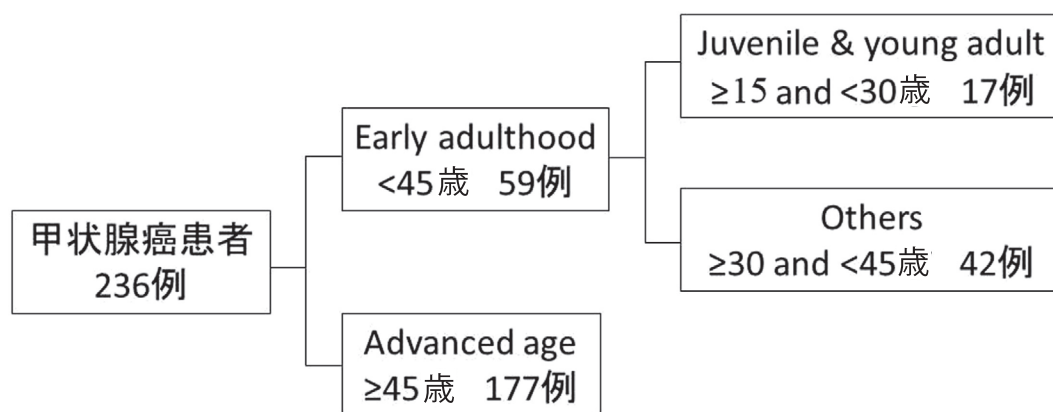 甲状腺癌患者
236例
Early adulthood
<45歳 59例
Advanced age
≥45歳 177例
Juvenile & young adult
≥15 and <30歳 17例
Others
≥30 and <45歳 42例